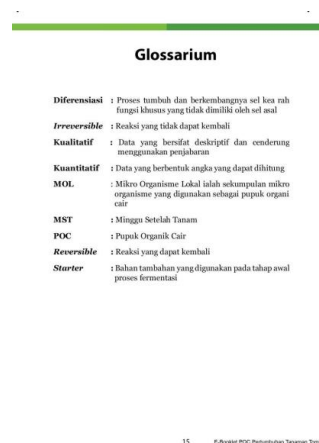 Glossarium
Diferensiasi : Proses tumbuh dan berkembangnya sel kea rah
fungsi khusus yang tidak dimiliki oleh sel asal
Irreversible : Reaksi yang tidak dapat kembali
Kualitatif : Data yang bersifat deskriptif dan cenderung
menggunakan penjabaran
Kuantitatif : Data yang berbentuk angka yang dapat dihitung
MOL : Mikro Organisme Lokal ialah sekumpulan mikro
organisme yang digunakan sebagai pupuk organi
cair
MST : Minggu Setelah Tanam
POC : Pupuk Organik Cair
Reversible : Reaksi yang dapat kembali
Starter : Bahan tambahan yang digunakan pada tahap awal
proses fermentasi
15 E-Booklet POC Pertumbuhan Tanaman Tom